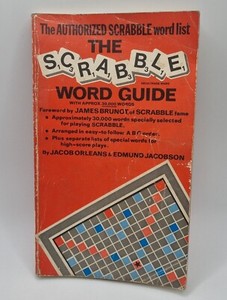 The AUTHORIZED SCRABBLE word list
THE
SCRABBLE
WORD GUIDE
WITH APPROX. 30,000 WORDS
Foreword by JAMES BRUNOT, of SCRABBLE fame
• Approximately 30,000 words specially selected
for playing SCRABBLE.
• Arranged in easy-to follow A B C order.
• Plus separate lists of special words for
high-score plays.
By JACOB ORLEANS & EDMUND JACOBSON